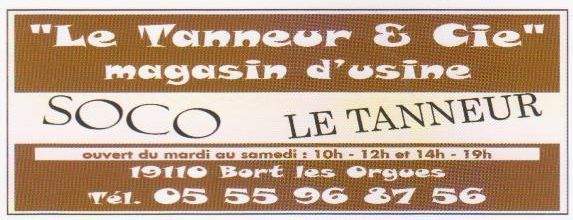 "Le Tanneur & Cie"
magasin d'usine
SOCO LE TANNEUR
ouvert du mardi au samedi : 10h - 12h et 14h - 19h
19110 Bort les Orgues
Tél. 05 55 96 87 56